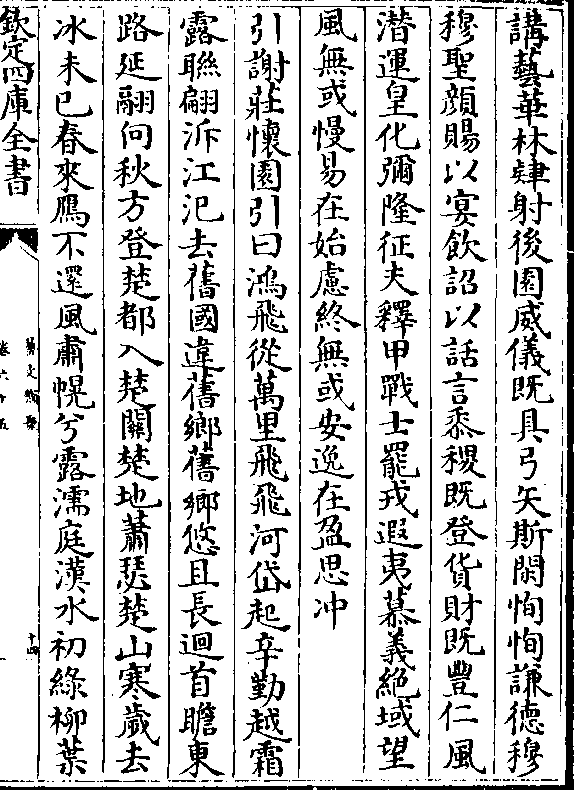 講藝華林肄射後園威儀既具弓矢斯閑恂恂謙德穆
穆聖顔賜以宴飲詔以話言黍稷既登貨財既豐仁風
潜運皇化彌隆征夫釋甲戰士罷戎遐夷慕義絶域望
風無或慢易在始慮終無或安逸在盈思冲
引謝莊懐園引曰鴻飛從萬里飛飛河岱起辛勤越霜
露聯翩泝江汜去舊國違舊鄉舊鄉悠且長迴首瞻東
路延翮向秋方登楚都入楚關楚地蕭瑟楚山寒歲去
冰未已春來鴈不還風肅幌兮露濡庭漢水初綠柳葉
欽定四庫全書
藝文類聚
卷六十五
十四